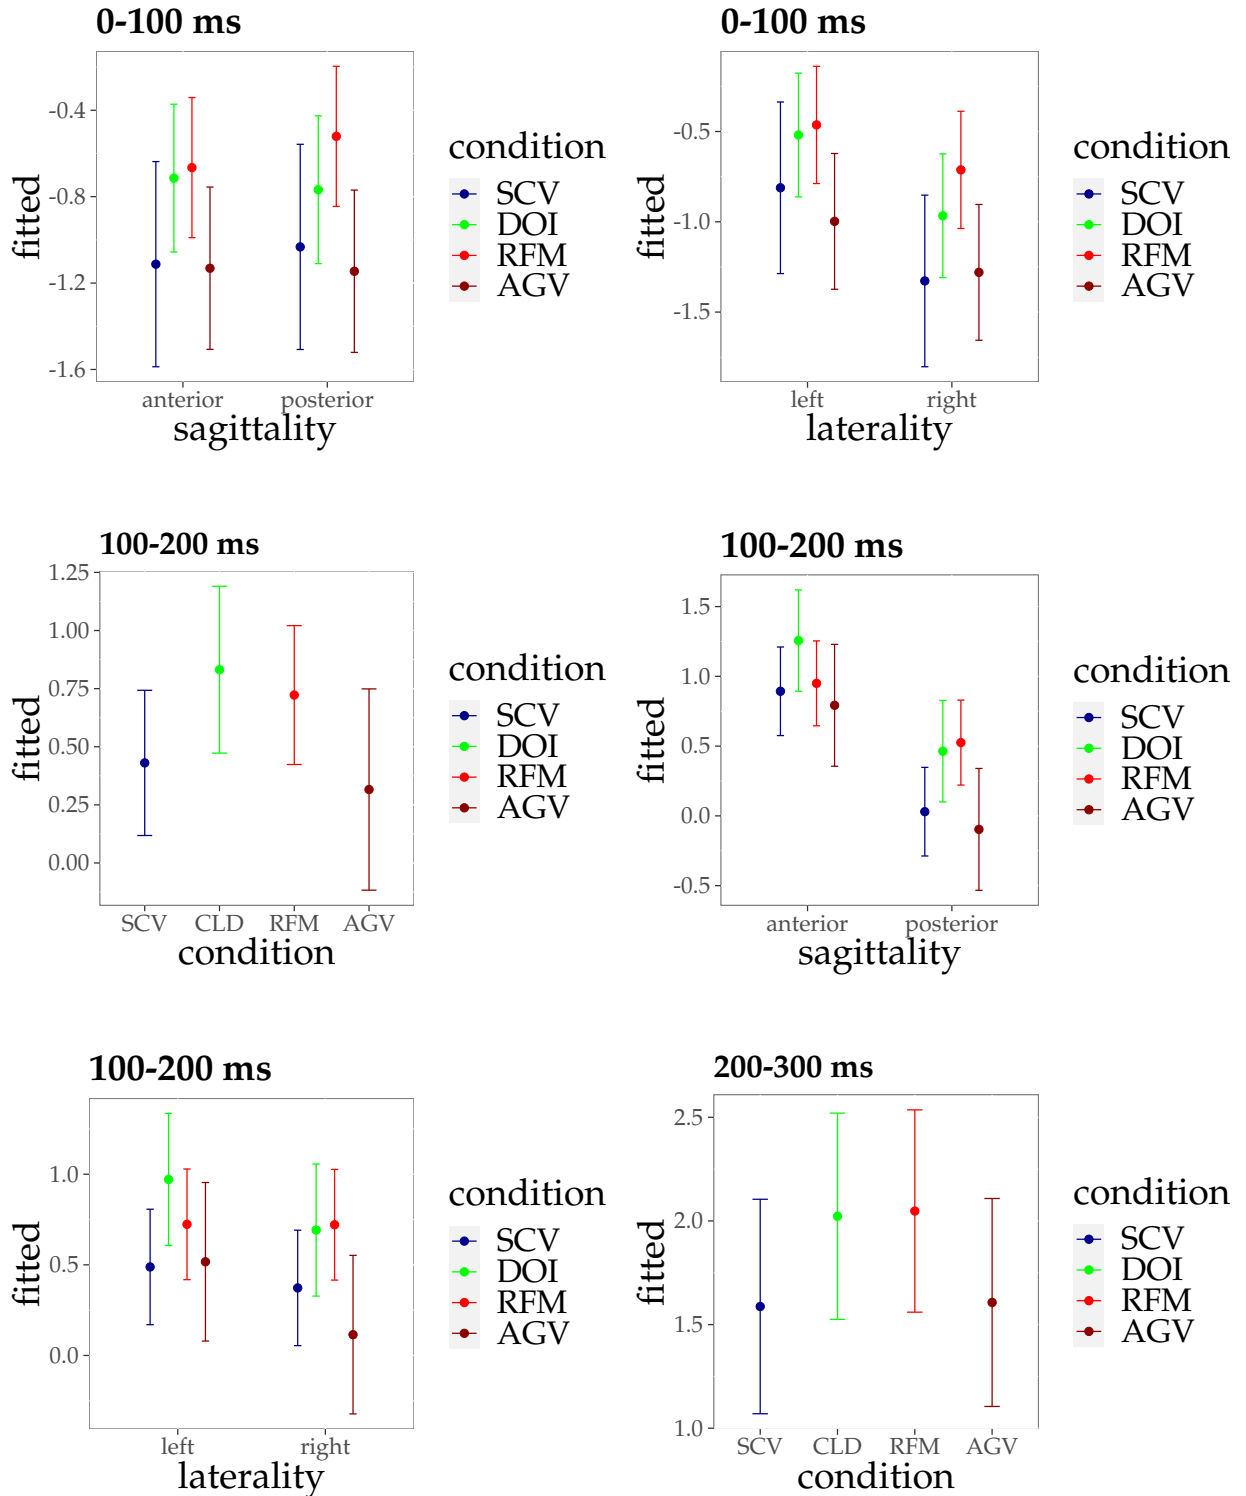 0-100 ms
-0.4
-0.8
-1.2
-1.6
fitted
anterior posterior
sagittality
condition
SCV
DOI
RFM
AGV
0-100 ms
-0.5
-1.0
-1.5
fitted
left right
laterality
condition
SCV
DOI
RFM
AGV
100-200 ms
1.25
1.00
0.75
0.50
0.25
0.00
fitted
SCV CLD RFM AGV
condition
condition
SCV
DOI
RFM
AGV
100-200 ms
1.5
1.0
0.5
0.0
-0.5
fitted
anterior posterior
sagittality
condition
SCV
DOI
RFM
AGV
100-200 ms
1.0
0.5
0.0
fitted
left right
laterality
condition
SCV
DOI
RFM
AGV
200-300 ms
2.5
2.0
1.5
1.0
fitted
SCV CLD RFM AGV
condition
condition
SCV
DOI
RFM
AGV